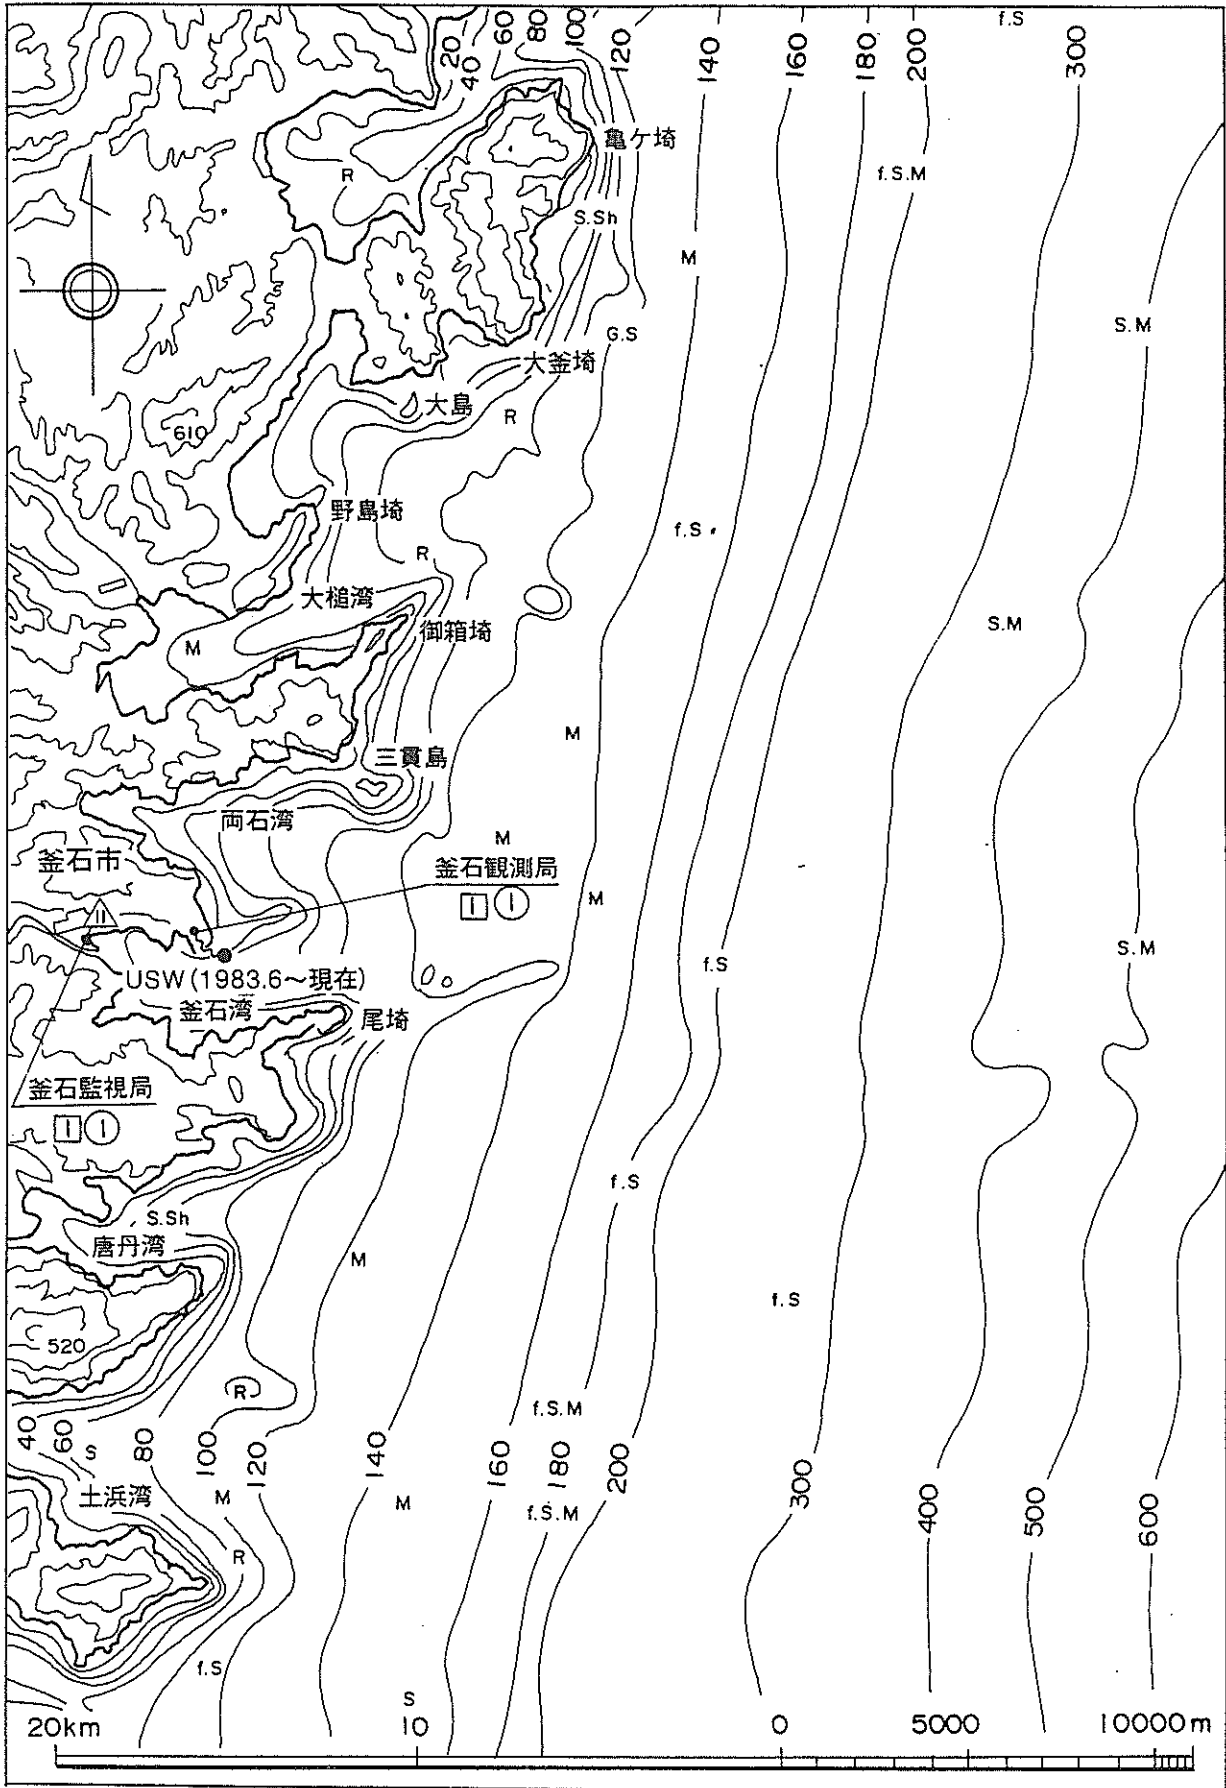 20
40
60
80
100
120
140
160
180
200
f.S
300
亀ケ埼
R
f.S.M
S.Sh
M
G.S
S.M
大釜埼
大島
R
610
野島埼
f.S
R
大槌湾
御箱埼
S.M
M
M
三貫島
両石湾
M
釜石市
釜石観測局
I I
M
II
USW(1983.6〜現在)
f.S
S.M
釜石湾
尾埼
釜石監視局
I I
f.S
S.Sh
唐丹湾
M
f.S
520
R
f.S.M
40
60
S
80
100
120
140
160
180
200
300
400
500
600
土浜湾
M
M
f.S.M
R
f.S
S
20km
10
0
5000
10000m